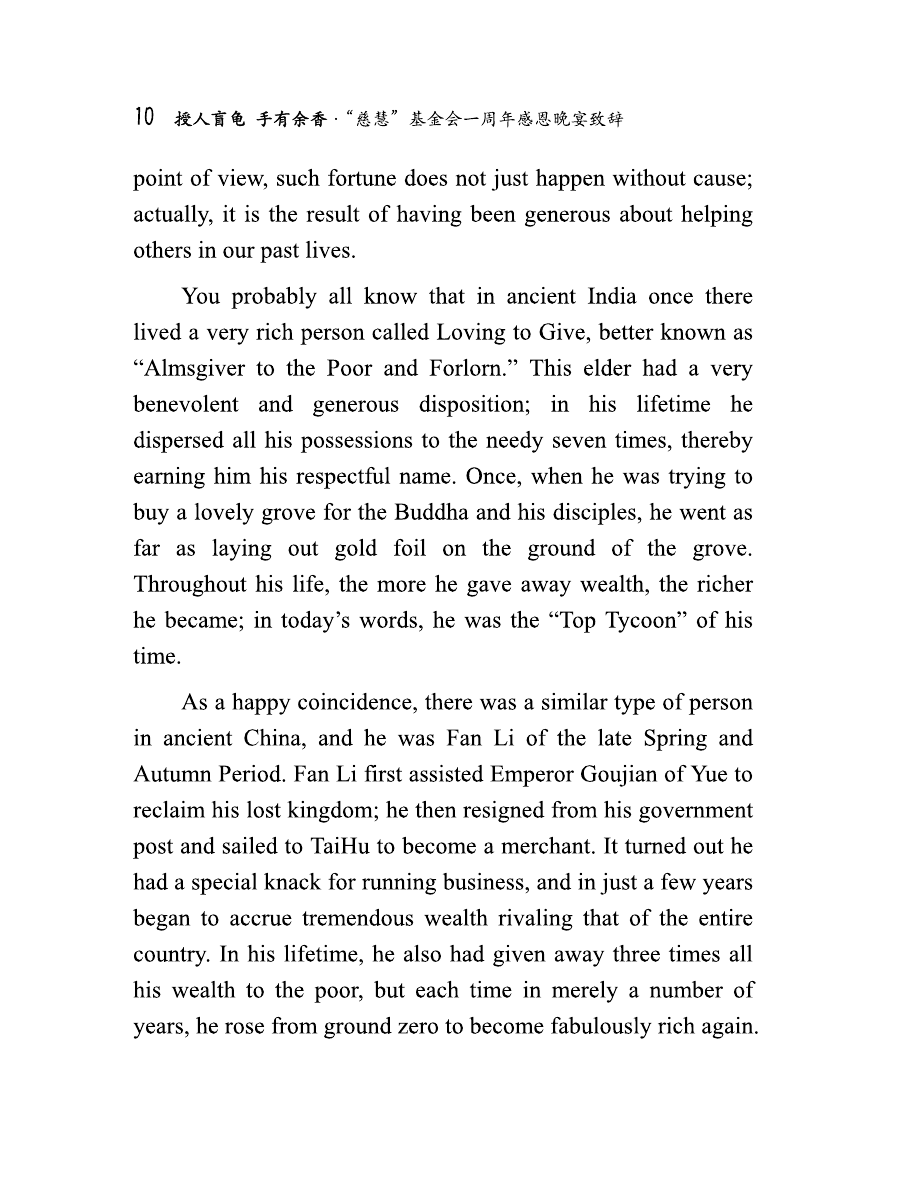 10 授人盲龟 手有余香·“慈慧”基金会一周年感恩晚宴致辞
point of view, such fortune does not just happen without cause;
actually, it is the result of having been generous about helping
others in our past lives.
You probably all know that in ancient India once there
lived a very rich person called Loving to Give, better known as
“Almsgiver to the Poor and Forlorn.” This elder had a very
benevolent and generous disposition; in his lifetime he
dispersed all his possessions to the needy seven times, thereby
earning him his respectful name. Once, when he was trying to
buy a lovely grove for the Buddha and his disciples, he went as
far as laying out gold foil on the ground of the grove.
Throughout his life, the more he gave away wealth, the richer
he became; in today’s words, he was the “Top Tycoon” of his
time.
As a happy coincidence, there was a similar type of person
in ancient China, and he was Fan Li of the late Spring and
Autumn Period. Fan Li first assisted Emperor Goujian of Yue to
reclaim his lost kingdom; he then resigned from his government
post and sailed to TaiHu to become a merchant. It turned out he
had a special knack for running business, and in just a few years
began to accrue tremendous wealth rivaling that of the entire
country. In his lifetime, he also had given away three times all
his wealth to the poor, but each time in merely a number of
years, he rose from ground zero to become fabulously rich again.